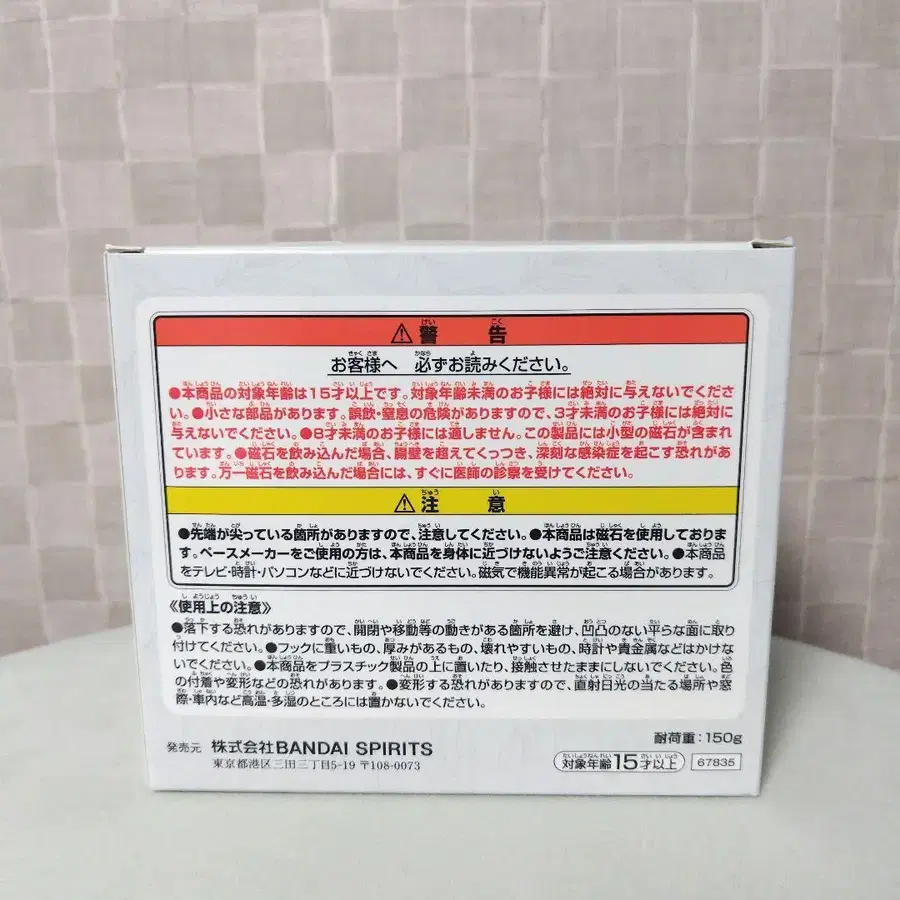 ⚠警告
お客様へ 必ずお読みください。
●本商品の対象年齢は15才以上です。対象年齢未満のお子様には絶対に与えないでくださ
い。●小さな部品があります。誤飲・窒息の危険がありますので、3才未満のお子様には絶対に
与えないでください。●8才未満のお子様には適しません。この製品には小型の磁石が含まれ
ています。●磁石を飲み込んだ場合、腸壁を超えてくっつき、深刻な感染症を起こす恐れがあ
ります。万一磁石を飲み込んだ場合には、すぐに医師の診察を受けてください。
⚠注意
●先端が尖っている箇所がありますので、注意してください。●本商品は磁石を使用しておりま
す。ペースメーカーをご使用の方は、本商品を身体に近づけないようご注意ください。●本商品
をテレビ・時計・パソコンなどに近づけないでください。磁気で機能異常が起こる場合があります。
《使用上の注意》
●落下する恐れがありますので、開閉や移動等の動きがある箇所を避け、凹凸のない平らな面に取り
付けてください。●フックに重いもの、厚みがあるもの、壊れやすいもの、時計や貴金属などはかけな
いでください。●本商品をプラスチック製品の上に置いたり、接触させたままにしないでください。色
の付着や変形などの恐れがあります。●変形する恐れがありますので、直射日光の当たる場所や窓
際・車内など高温・多湿のところには置かないでください。
耐荷重：150g
発売元 株式会社BANDAI SPIRITS
東京都港区三田三丁目5-19 〒108-0073
対象年齢15才以上
67835